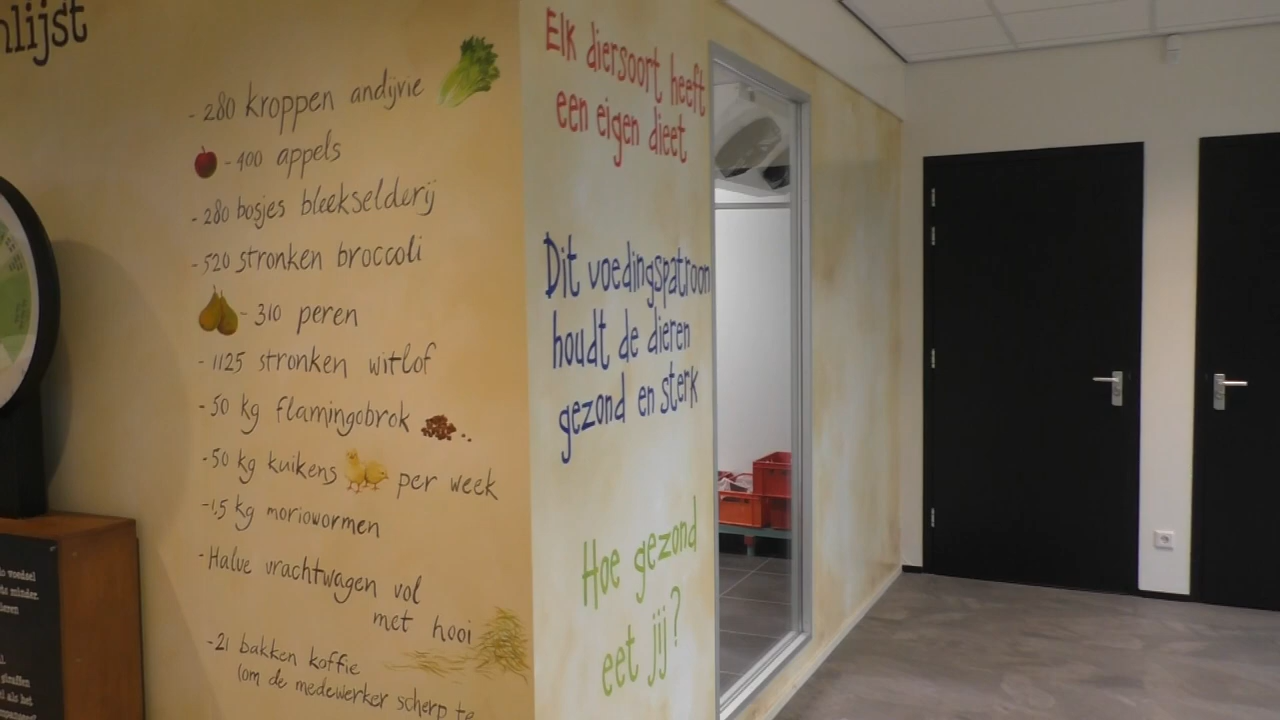 - 280 kroppen andijvie
- 400 appels
- 280 bosjes bleekselderij
- 520 stronken broccoli
- 310 peren
- 1125 stronken witlof
- 50 kg flamingobrok
- 50 kg kuikens per week
- 1,5 kg moriowormen
- Halve vrachtwagen vol
met hooi
- 21 bakken koffie
(om de medewerker scherp te
Elk diersoort heeft
een eigen dieet
Dit voedingspatroon
houdt de dieren
gezond en sterk
Hoe gezond
eet jij?
voedsel
minder.